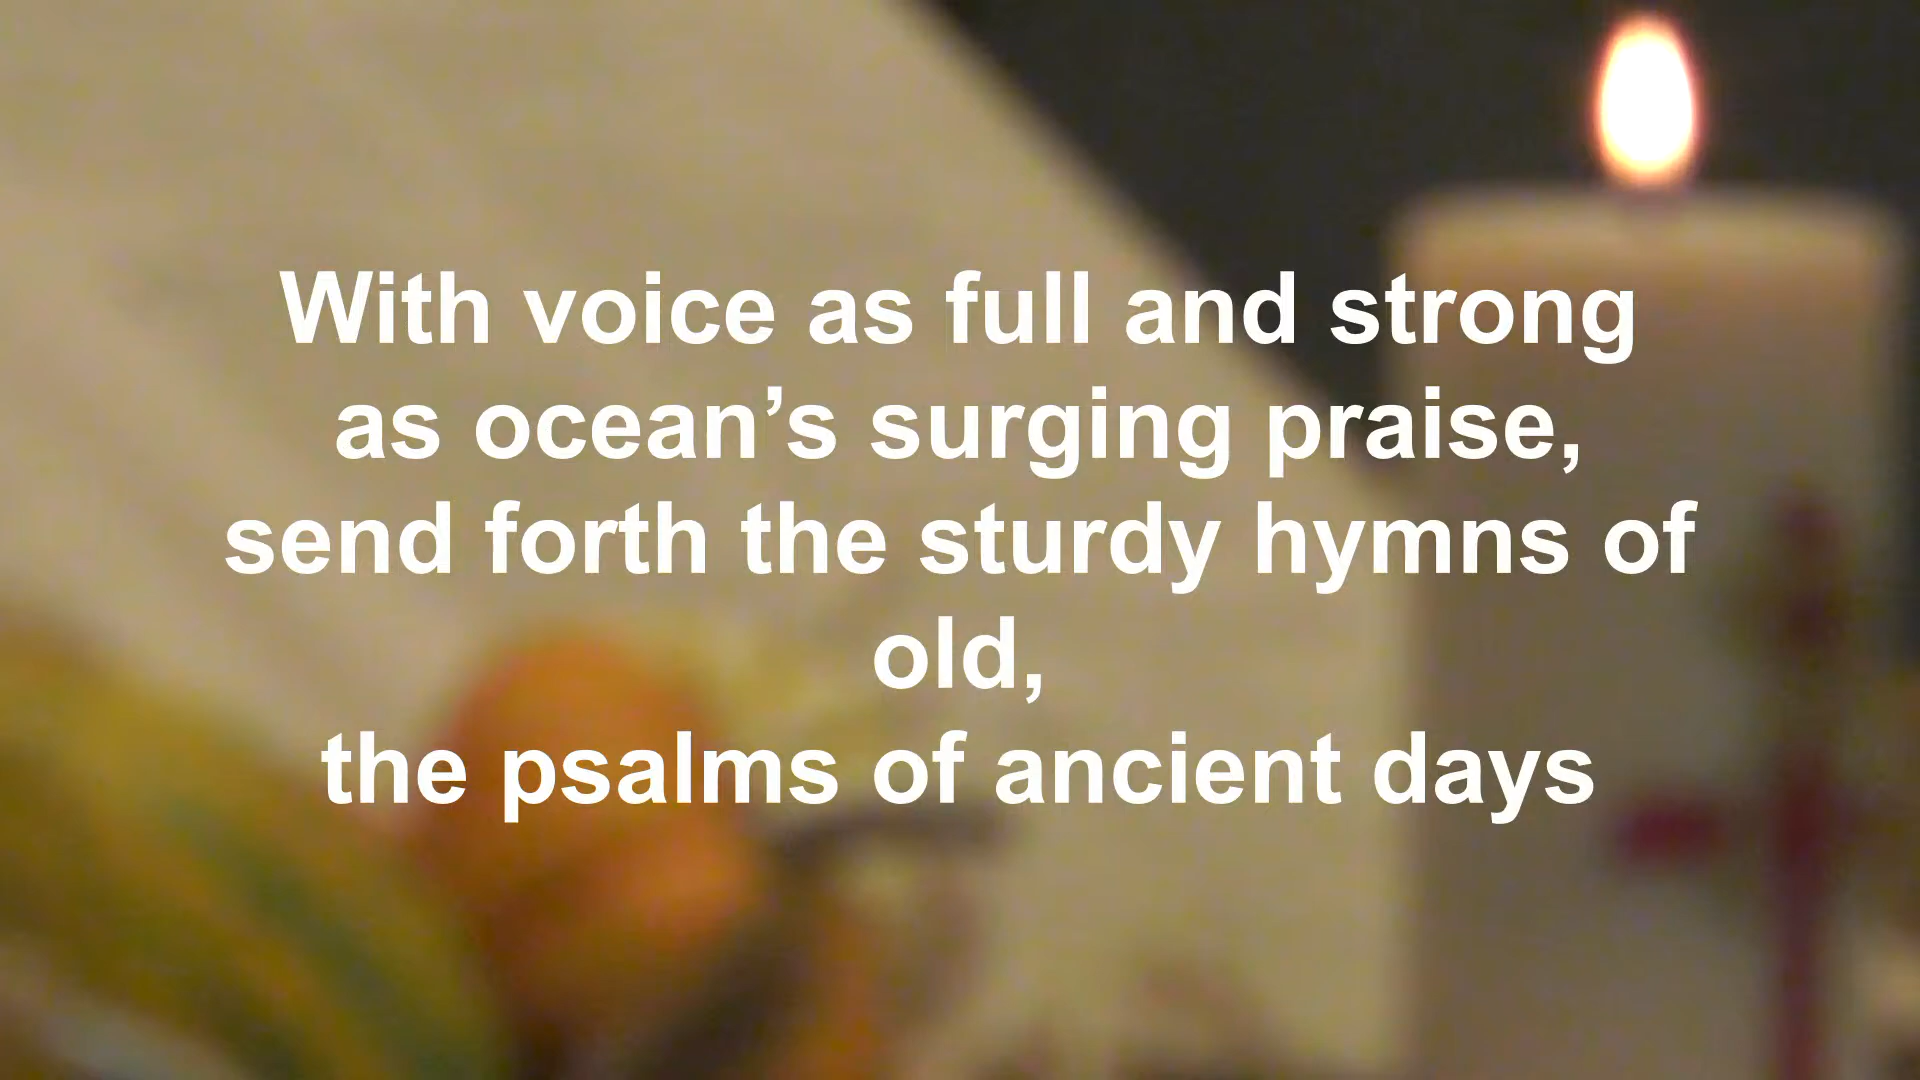 With voice as full and strong
as ocean’s surging praise,
send forth the sturdy hymns of
old,
the psalms of ancient days